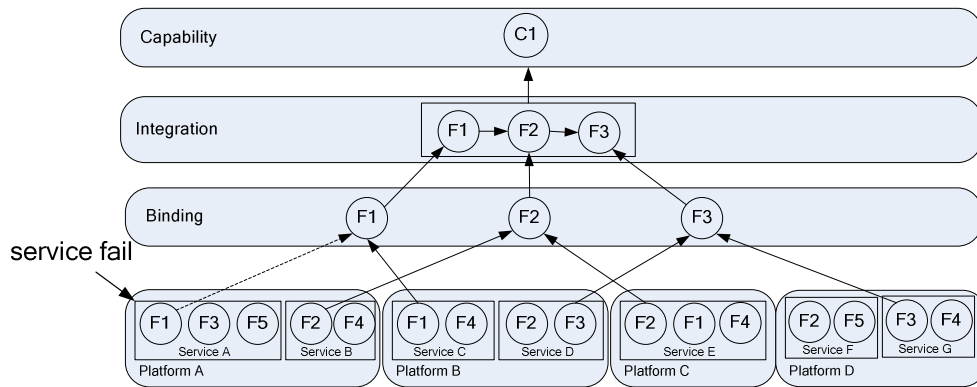 Capability
C1
Integration
F1 F2 F3
Binding
F1 F2 F3
service fail
F1 F3 F5 F2 F4 F1 F4 F2 F3 F2 F1 F4 F2 F5 F3 F4
Service A Service B Service C Service D Service E Service F Service G
Platform A Platform B Platform C Platform D